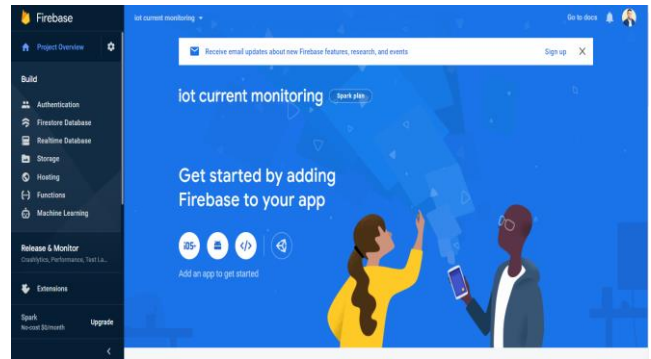 Firebase
Project Overview
Build
Authentication
Firestore Database
Realtime Database
Storage
Hosting
Functions
Machine Learning
Release & Monitor
Crashlytics, Performance, Test La...
Extensions
Spark
No-cost $0/month
Upgrade
iot current monitoring
Go to docs
Receive email updates about new Firebase features, research, and events
Sign up
iot current monitoring
Spark plan
Get started by adding
Firebase to your app
iOS+
Add an app to get started